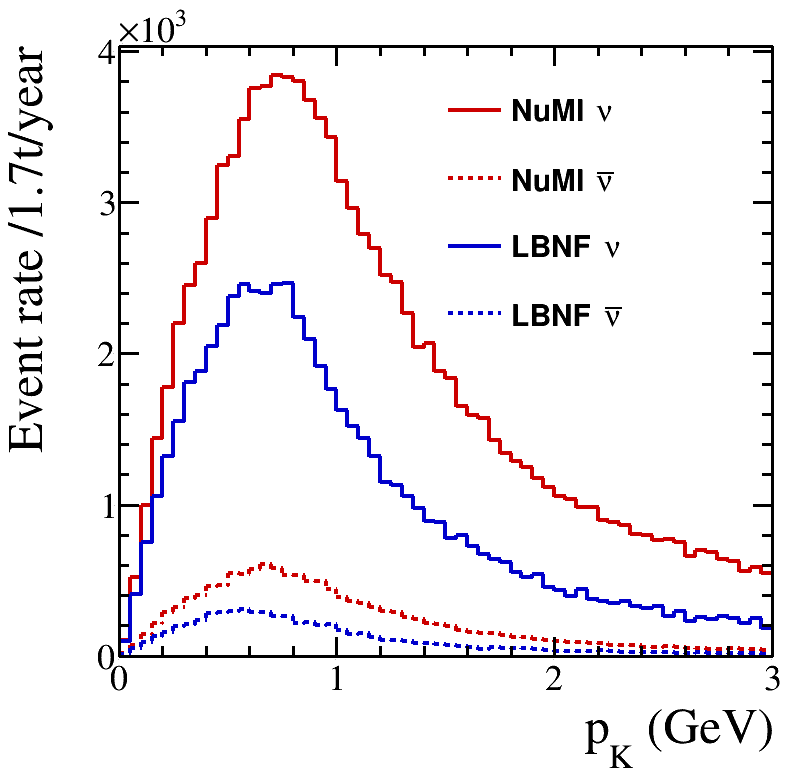 ×10³
Event rate /1.7t/year
4
3
2
1
0
NuMI ν
NuMI ν̅
LBNF ν
LBNF ν̅
0 1 2 3
p_K (GeV)